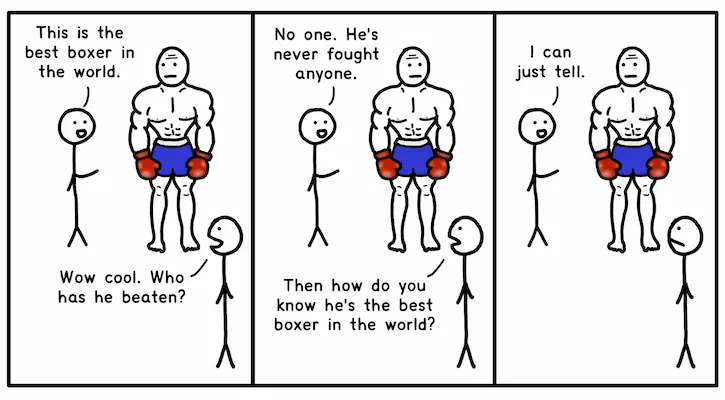 This is the
best boxer in
the world.
Wow cool. Who
has he beaten?
No one. He's
never fought
anyone.
Then how do you
know he's the best
boxer in the world?
I can
just tell.